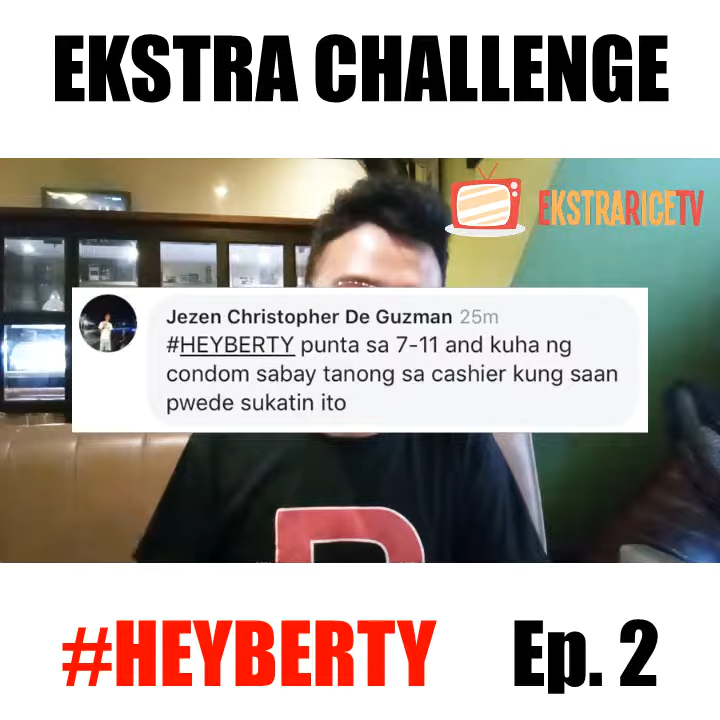 EKSTRA CHALLENGE
EKSTRARICETV
Jezen Christopher De Guzman 25m
#HEYBERTY punta sa 7-11 and kuha ng
condom sabay tanong sa cashier kung saan
pwede sukatin ito
R
#HEYBERTY Ep. 2